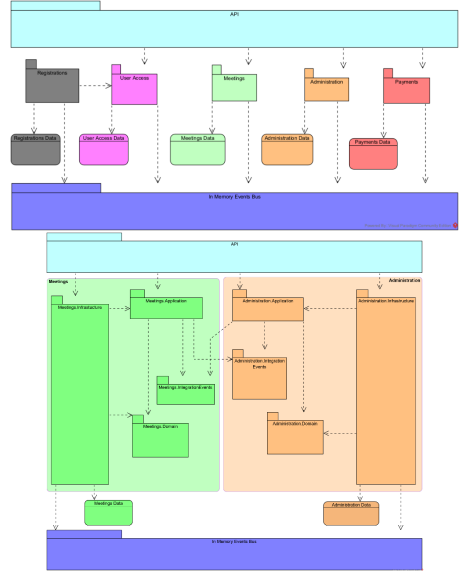 API
Registrations
User Access
Meetings
Administration
Payments
Registrations Data
User Access Data
Meetings Data
Administration Data
Payments Data
In Memory Events Bus
API
Meetings
Administration
Meetings.Infrastructure
Meetings.Application
Administration.Application
Administration.Infrastructure
Administration.Integration
Events
Meetings.IntegrationEvents
Meetings.Domain
Administration.Domain
Meetings Data
Administration Data
In Memory Events Bus